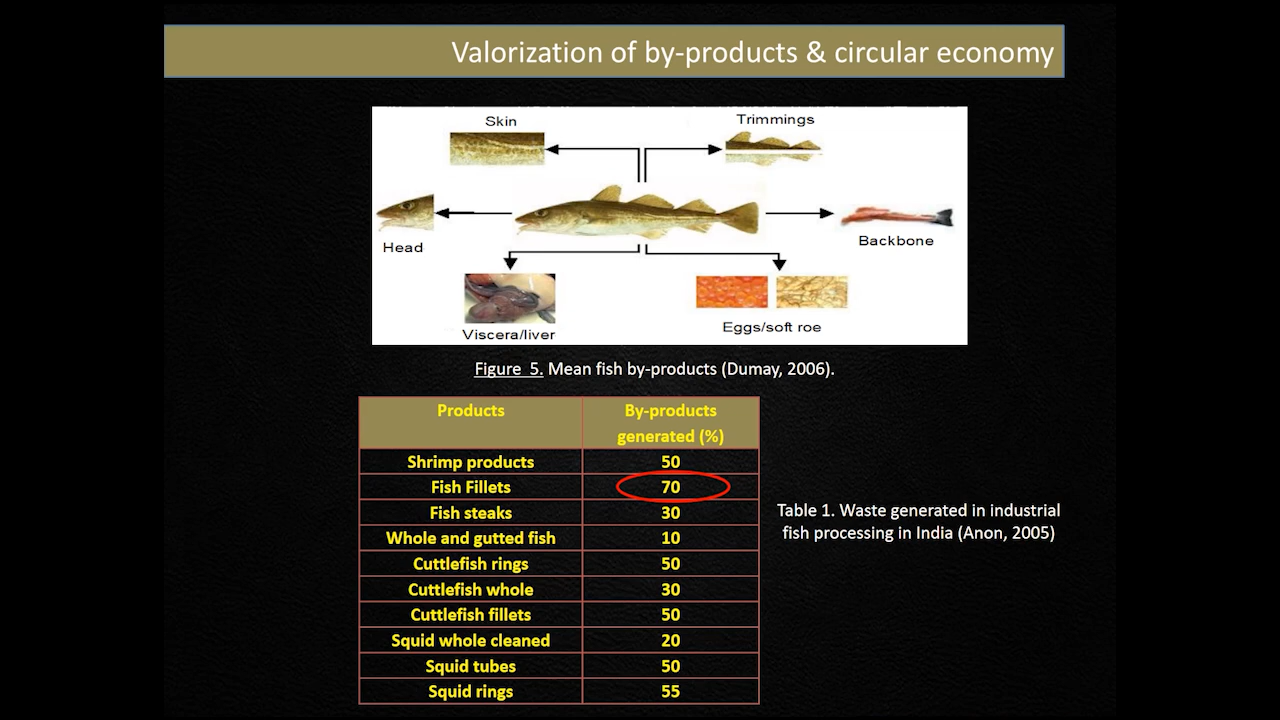 Valorization of by-products & circular economy
Skin
Trimmings
Head
Backbone
Viscera/liver
Eggs/soft roe
Figure 5. Mean fish by-products (Dumay, 2006).
Products
By-products
generated (%)
Shrimp products 50
Fish Fillets 70
Fish steaks 30
Whole and gutted fish 10
Cuttlefish rings 50
Cuttlefish whole 30
Cuttlefish fillets 50
Squid whole cleaned 20
Squid tubes 50
Squid rings 55
Table 1. Waste generated in industrial
fish processing in India (Anon, 2005)